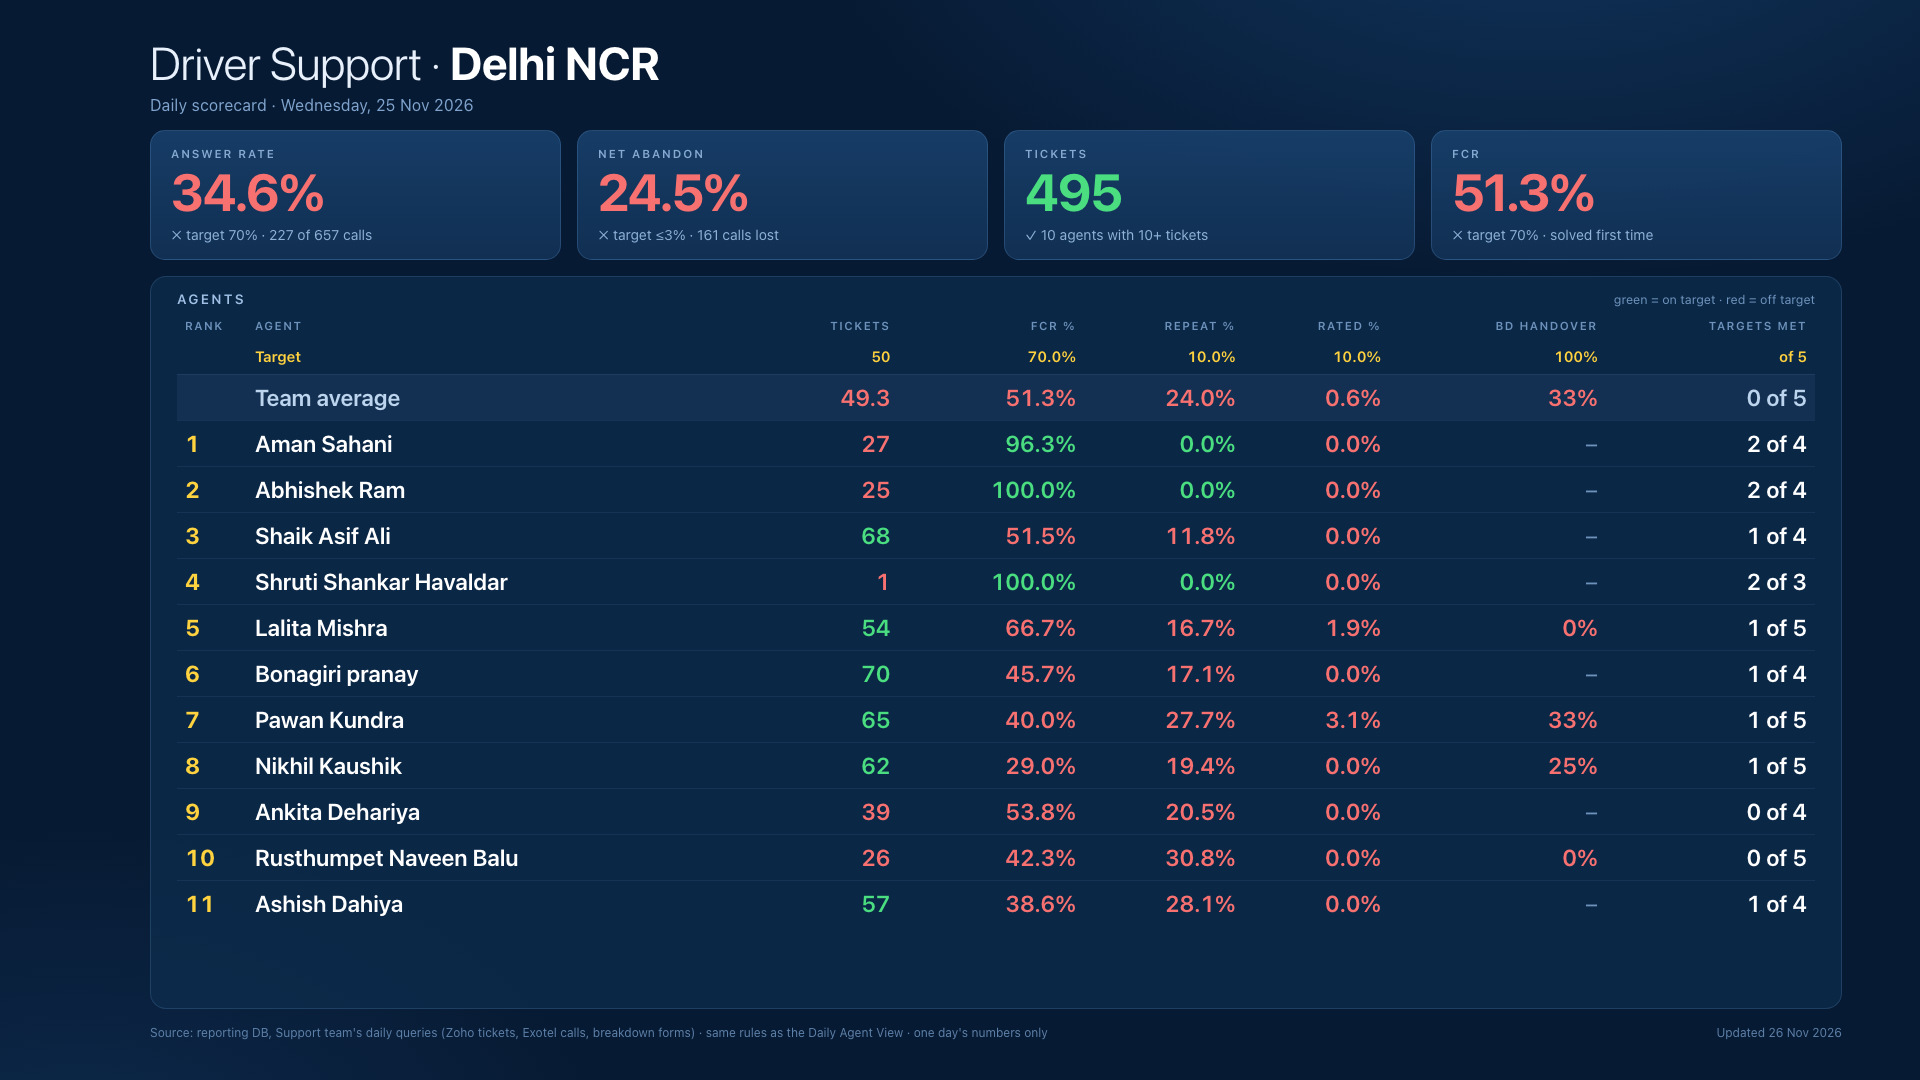 Driver Support · Delhi NCR
Daily scorecard · Wednesday, 25 Nov 2026
ANSWER RATE
34.6%
✕ target 70% · 227 of 657 calls
NET ABANDON
24.5%
✕ target ≤3% · 161 calls lost
TICKETS
495
✓ 10 agents with 10+ tickets
FCR
51.3%
✕ target 70% · solved first time
AGENTS green = on target · red = off target
RANK AGENT TICKETS FCR % REPEAT % RATED % BD HANDOVER TARGETS MET
Target 50 70.0% 10.0% 10.0% 100% of 5
Team average 49.3 51.3% 24.0% 0.6% 33% 0 of 5
1 Aman Sahani 27 96.3% 0.0% 0.0% – 2 of 4
2 Abhishek Ram 25 100.0% 0.0% 0.0% – 2 of 4
3 Shaik Asif Ali 68 51.5% 11.8% 0.0% – 1 of 4
4 Shruti Shankar Havaldar 1 100.0% 0.0% 0.0% – 2 of 3
5 Lalita Mishra 54 66.7% 16.7% 1.9% 0% 1 of 5
6 Bonagiri pranay 70 45.7% 17.1% 0.0% – 1 of 4
7 Pawan Kundra 65 40.0% 27.7% 3.1% 33% 1 of 5
8 Nikhil Kaushik 62 29.0% 19.4% 0.0% 25% 1 of 5
9 Ankita Dehariya 39 53.8% 20.5% 0.0% – 0 of 4
10 Rusthumpet Naveen Balu 26 42.3% 30.8% 0.0% 0% 0 of 5
11 Ashish Dahiya 57 38.6% 28.1% 0.0% – 1 of 4
Source: reporting DB, Support team's daily queries (Zoho tickets, Exotel calls, breakdown forms) · same rules as the Daily Agent View · one day's numbers only
Updated 26 Nov 2026